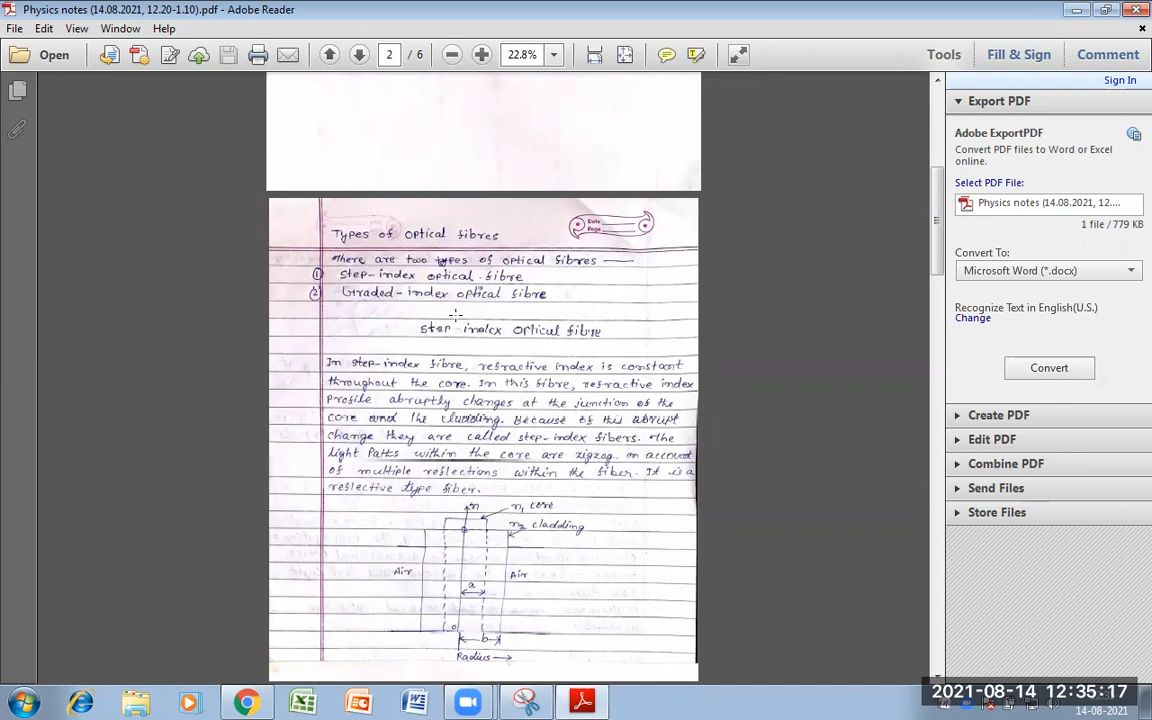 Physics notes (14.08.2021, 12.20-1.10).pdf - Adobe Reader
File Edit View Window Help
Open 2 / 6 22.8% Tools Fill & Sign Comment
Sign In
Export PDF
Adobe ExportPDF
Convert PDF files to Word or Excel
online.
Select PDF File:
Physics notes (14.08.2021, 12....
1 file / 779 KB
Convert To:
Microsoft Word (*.docx)
Recognize Text in English(U.S.)
Change
Convert
Create PDF
Edit PDF
Combine PDF
Send Files
Store Files
Date
Page
Types of optical fibres
There are two types of optical fibres
① Step-index optical fibre
② Graded-index optical fibre
Step-index optical fibre
In step-index fibre, refractive index is constant
throughout the core. In this fibre, refractive index
Profile abruptly changes at the junction of the
core and the cladding. Because of this abrupt
change they are called step-index fibers. The
light Paths within the core are zigzag on account
of multiple reflections within the fiber. It is a
reflective type fiber.
n
n1 core
n2 cladding
Air
Air
a
o
b
Radius →
2021-08-14 12:35:17
14-08-2021